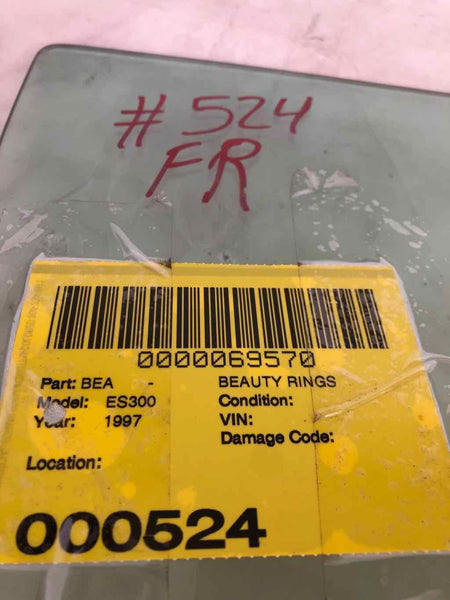 #524
FR
0000069570
Part: BEA - BEAUTY RINGS
Model: ES300 Condition:
Year: 1997 VIN:
Damage Code:
Location:
000524